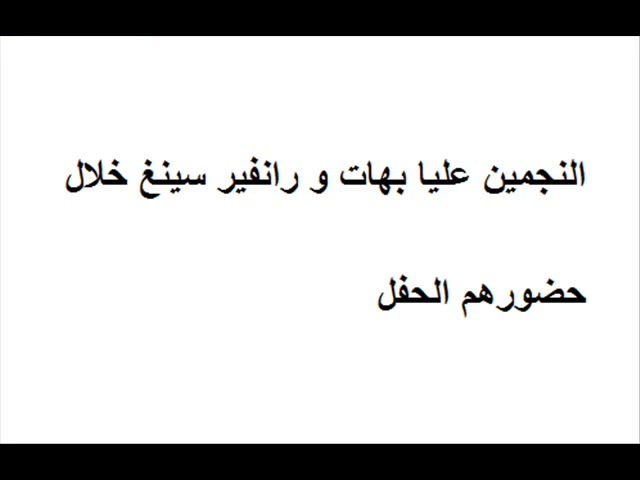 النجمين عليا بهات و رانفير سينغ خلال
حضورهم الحفل